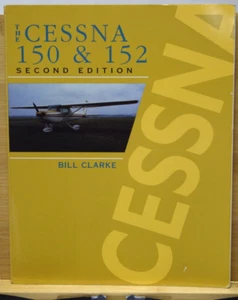 THE CESSNA
150 & 152
SECOND EDITION
BILL CLARKE
CESSNA